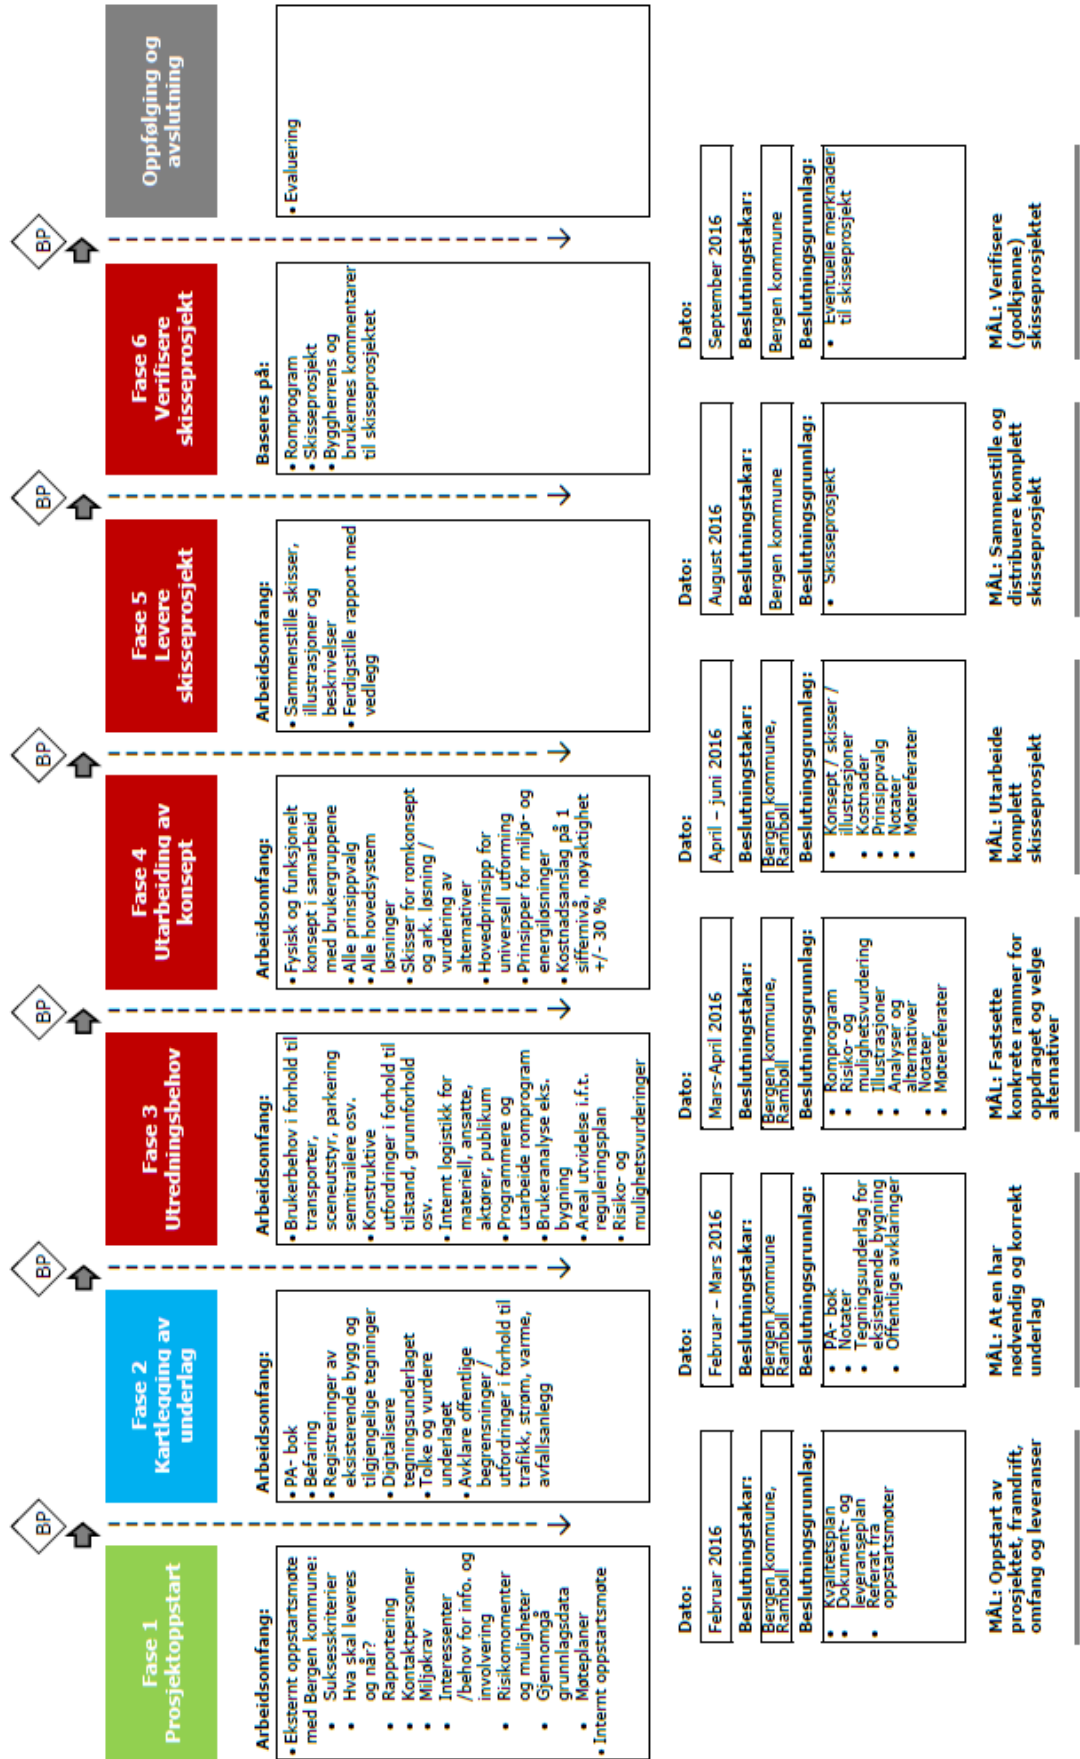 BP
BP
BP
BP
BP
BP
Fase 1
Prosjektoppstart
Fase 2
Kartlegging av
underlag
Fase 3
Utredningsbehov
Fase 4
Utarbeiding av
konsept
Fase 5
Levere
skisseprosjekt
Fase 6
Verifisere
skisseprosjekt
Oppfølging og
avslutning
Arbeidsomfang:
• Eksternt oppstartsmøte
med Bergen kommune:
• Suksesskriterier
• Hva skal leveres
og når?
• Rapportering
• Kontaktpersoner
• Miljøkrav
• Interessenter
/behov for info. og
involvering
• Risikomomenter
og muligheter
• Gjennomgå
grunnlagsdata
• Møteplaner
• Internt oppstartsmøte
Arbeidsomfang:
• PA- bok
• Befaring
• Registreringer av
eksisterende bygg og
tilgjengelige tegninger
• Digitalisere
tegningsunderlaget
• Tolke og vurdere
underlaget
• Avklare offentlige
begrensninger /
utfordringer i forhold til
trafikk, strøm, varme,
avfallsanlegg
Arbeidsomfang:
• Brukerbehov i forhold til
transporter,
sceneutstyr, parkering
semitrailere osv.
• Konstruktive
utfordringer i forhold til
tilstand, grunnforhold
osv.
• Internt logistikk for
materiell, ansatte,
aktører, publikum
• Programmere og
utarbeide romprogram
• Brukeranalyse eks.
bygning
• Areal utvidelse i.f.t.
reguleringsplan
• Risiko- og
mulighetsvurderinger
Arbeidsomfang:
• Fysisk og funksjonelt
konsept i samarbeid
med brukergruppene
• Alle prinsippvalg
• Alle hovedsystem
løsninger
• Skisser for romkonsept
og ark. løsning /
vurdering av
alternativer
• Hovedprinsipp for
universell utforming
• Prinsipper for miljø- og
energiløsninger
• Kostnadsanslag på 1
siffernivå, nøyaktighet
+/- 30 %
Arbeidsomfang:
• Sammenstille skisser,
illustrasjoner og
beskrivelser
• Ferdigstille rapport med
vedlegg
Baseres på:
• Romprogram
• Skisseprosjekt
• Byggherrens og
brukernes kommentarer
til skisseprosjektet
• Evaluering
Dato:
Februar 2016
Beslutningstakar:
Bergen kommune,
Rambøll
Beslutningsgrunnlag:
• Kvalitetsplan
• Dokument- og
leveranseplan
• Referat fra
oppstartsmøter
MÅL: Oppstart av
prosjektet, framdrift,
omfang og leveranser
Dato:
Februar – Mars 2016
Beslutningstakar:
Bergen kommune
Rambøll
Beslutningsgrunnlag:
• PA- bok
• Notater
• Tegningsunderlag for
eksisterende bygning
• Offentlige avklaringer
MÅL: At en har
nødvendig og korrekt
underlag
Dato:
Mars-April 2016
Beslutningstakar:
Bergen kommune,
Rambøll
Beslutningsgrunnlag:
• Romprogram
• Risiko- og
mulighetsvurdering
• Illustrasjoner
• Analyser og
alternativer
• Notater
• Møtereferater
MÅL: Fastsette
konkrete rammer for
oppdraget og velge
alternativer
Dato:
April – juni 2016
Beslutningstakar:
Bergen kommune,
Rambøll
Beslutningsgrunnlag:
• Konsept / skisser /
illustrasjoner
• Kostnader
• Prinsippvalg
• Notater
• Møtereferater
MÅL: Utarbeide
komplett
skisseprosjekt
Dato:
August 2016
Beslutningstakar:
Bergen kommune
Beslutningsgrunnlag:
• Skisseprosjekt
MÅL: Sammenstille og
distribuere komplett
skisseprosjekt
Dato:
September 2016
Beslutningstakar:
Bergen kommune
Beslutningsgrunnlag:
• Eventuelle merknader
til skisseprosjekt
MÅL: Verifisere
(godkjenne)
skisseprosjektet